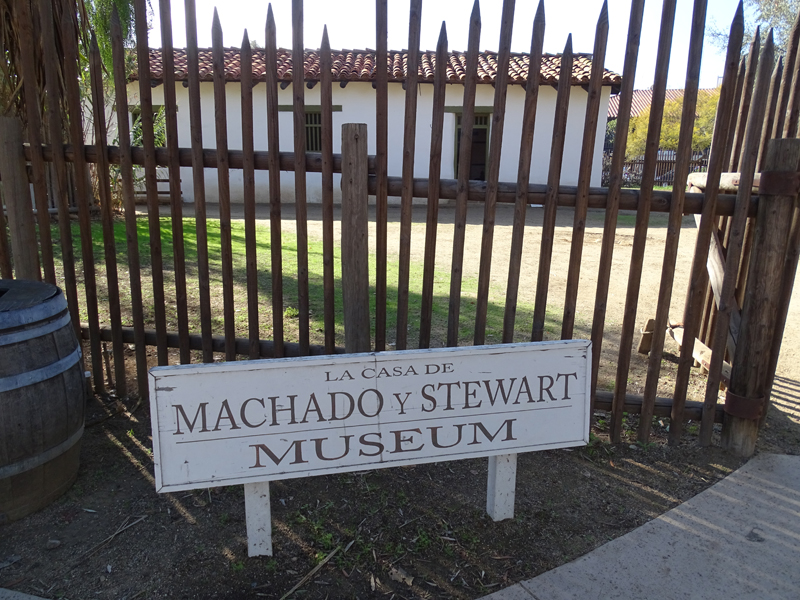 LA CASA DE
MACHADO Y STEWART
MUSEUM